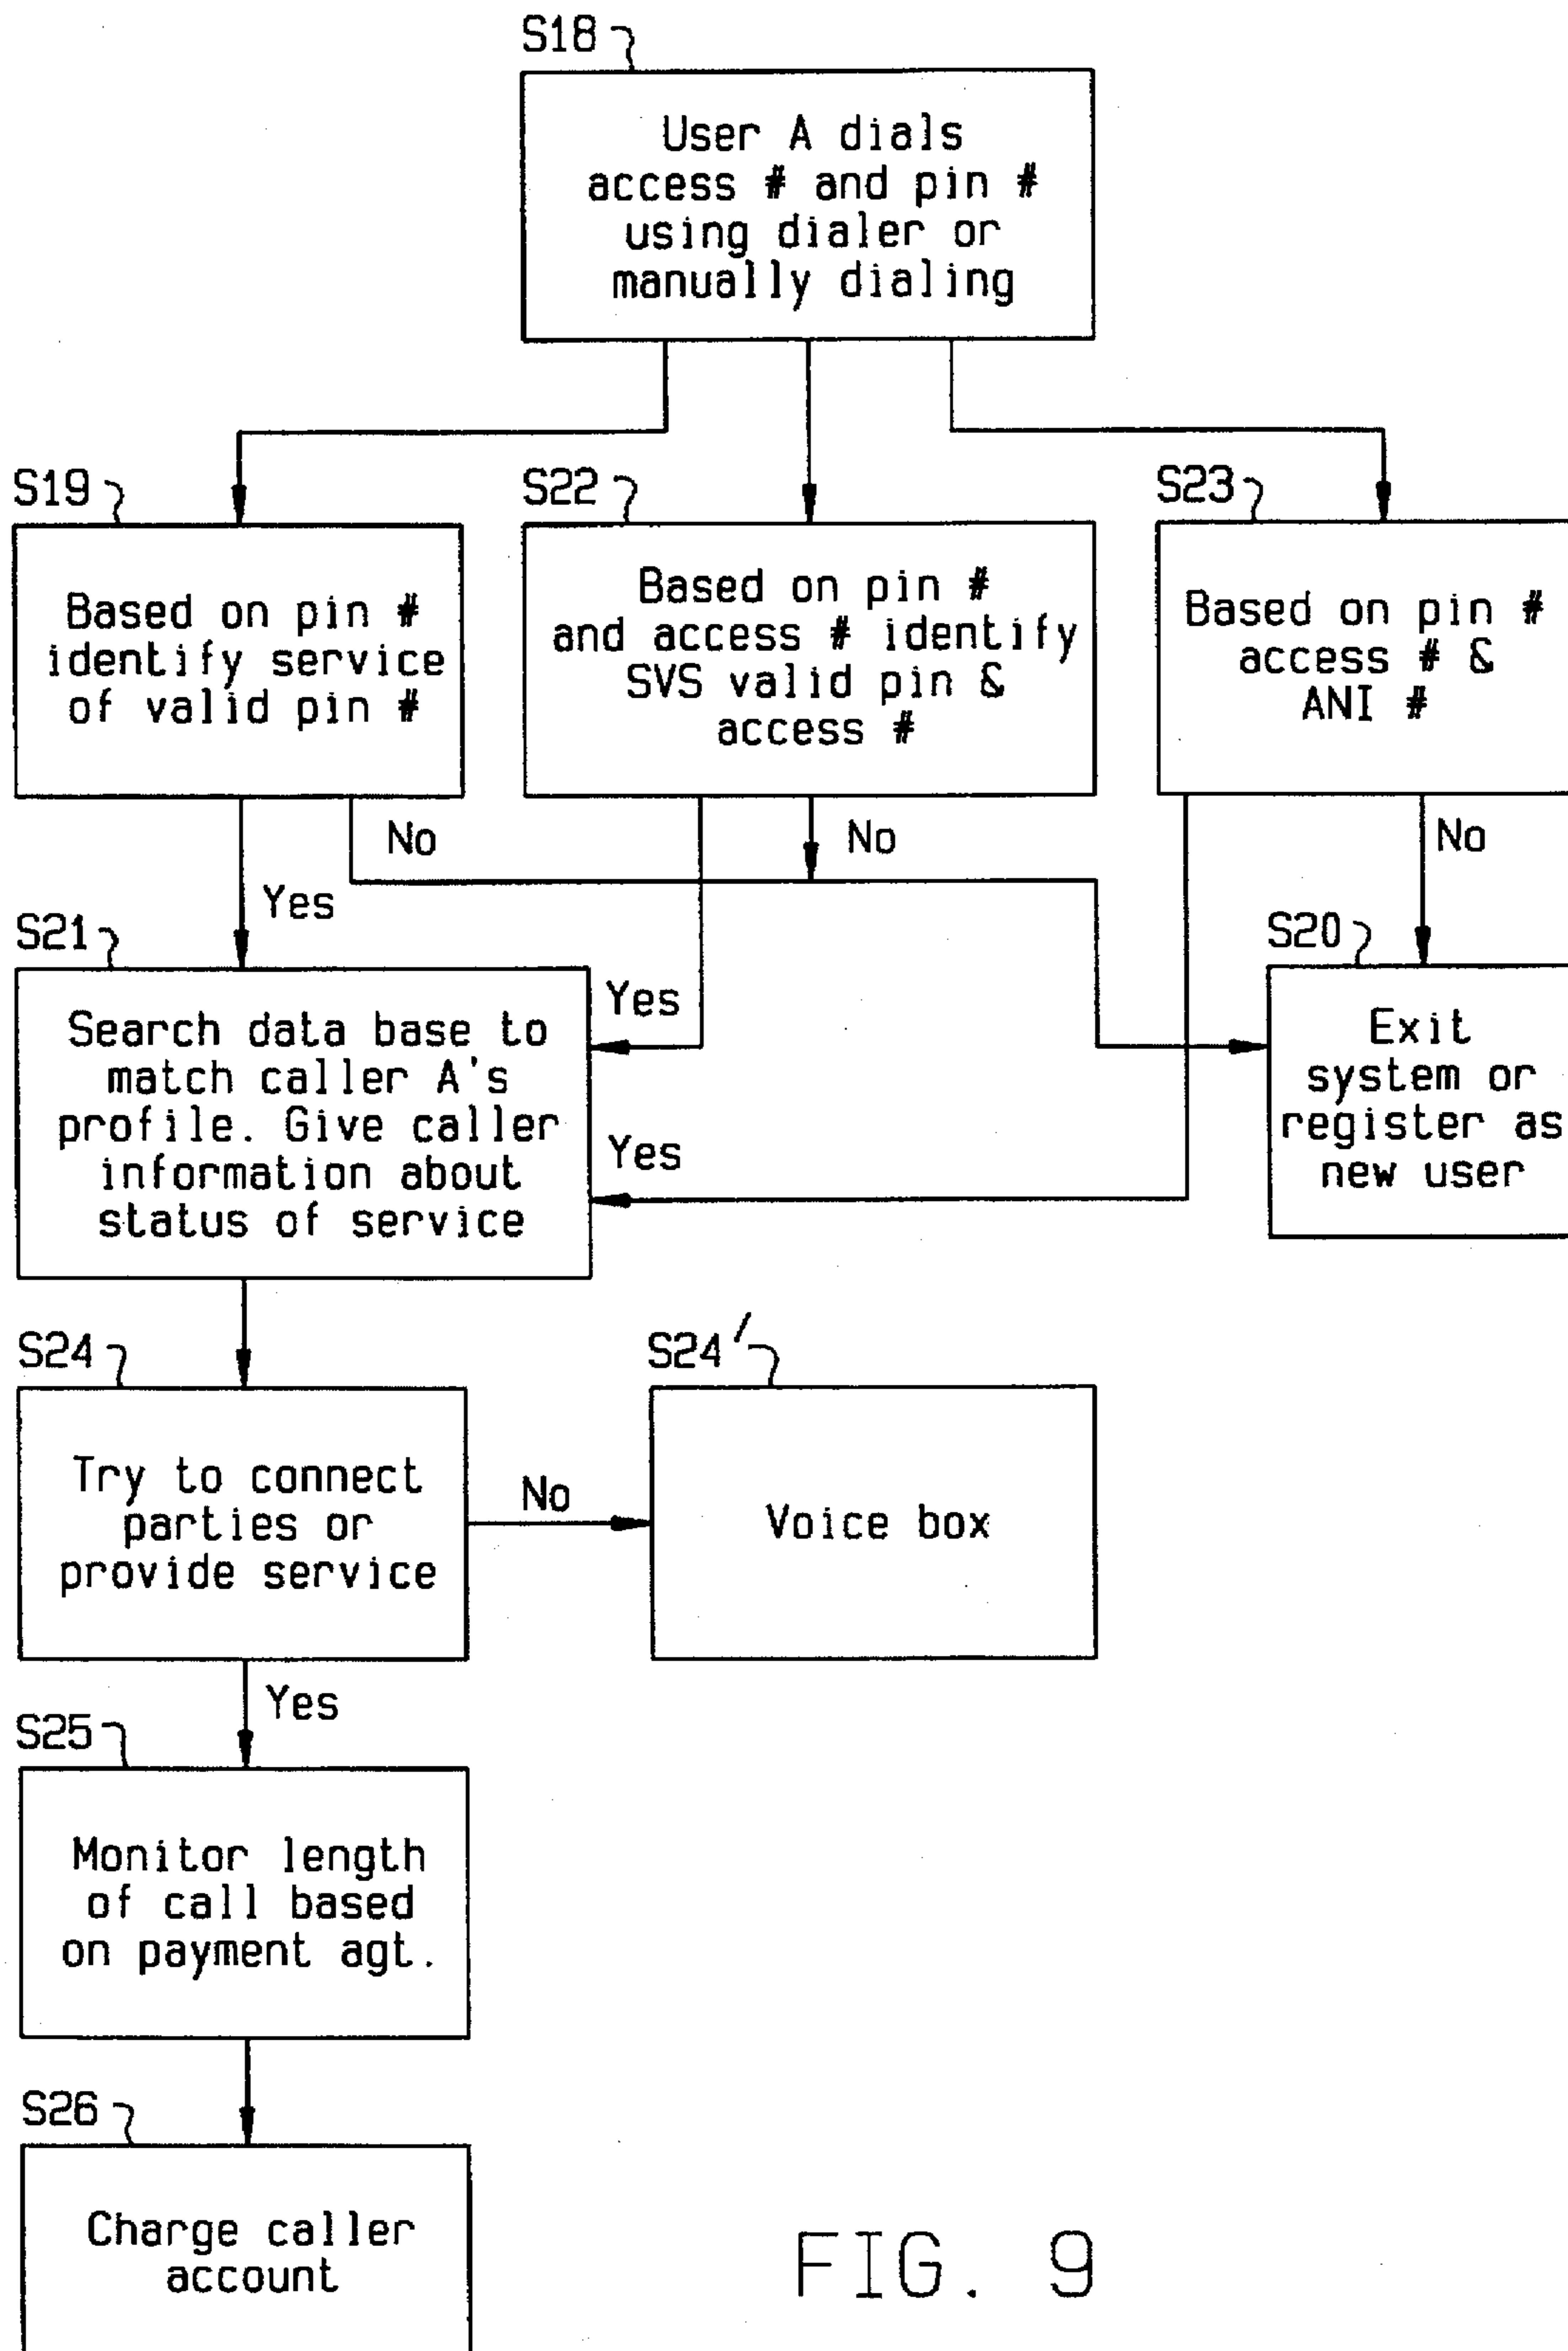 S18
User A dials
access # and pin #
using dialer or
manually dialing
S19
Based on pin #
identify service
of valid pin #
S22
Based on pin #
and access # identify
SVS valid pin &
access #
S23
Based on pin #
access # &
ANI #
No
No
No
Yes
S21
Search data base to
match caller A's
profile. Give caller
information about
status of service
Yes
Yes
S20
Exit
system or
register as
new user
S24
Try to connect
parties or
provide service
No
S24'
Voice box
Yes
S25
Monitor length
of call based
on payment agt.
S26
Charge caller
account
FIG. 9